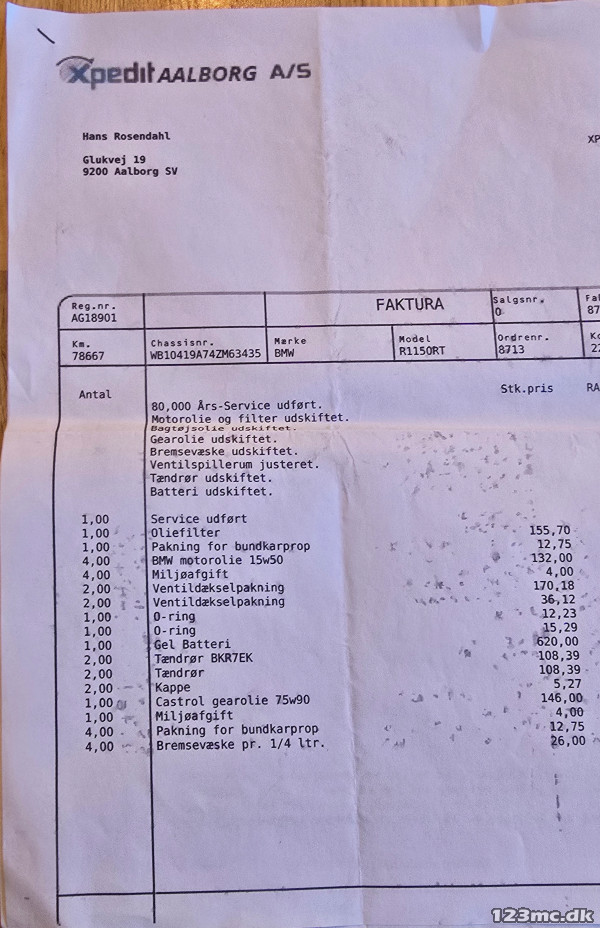 XpeditAALBORG A/S
Hans Rosendahl
XP
Glukvej 19
9200 Aalborg SV
Reg.nr. FAKTURA Salgsnr. Fa
AG18901 0 87
Km. Chassisnr. Mærke Model Ordrenr.
78667 WB10419A74ZM63435 BMW R1150RT 8713
Antal Stk.pris RA
80,000 Års-Service udført.
Motorolie og filter udskiftet.
Bagtøjsolie udskiftet.
Gearolie udskiftet.
Bremsevæske udskiftet.
Ventilspillerum justeret.
Tændrør udskiftet.
Batteri udskiftet.
1,00 Service udført
1,00 Oliefilter 155,70
1,00 Pakning for bundkarprop 12,75
4,00 BMW motorolie 15w50 132,00
4,00 Miljøafgift 4,00
2,00 Ventildækselpakning 170,18
2,00 Ventildækselpakning 36,12
1,00 O-ring 12,23
1,00 O-ring 15,29
1,00 Gel Batteri 620,00
2,00 Tændrør BKR7EK 108,39
2,00 Tændrør 108,39
2,00 Kappe 5,27
1,00 Castrol gearolie 75w90 146,00
1,00 Miljøafgift 4,00
4,00 Pakning for bundkarprop 12,75
4,00 Bremsevæske pr. 1/4 ltr. 26,00
123mc.dk